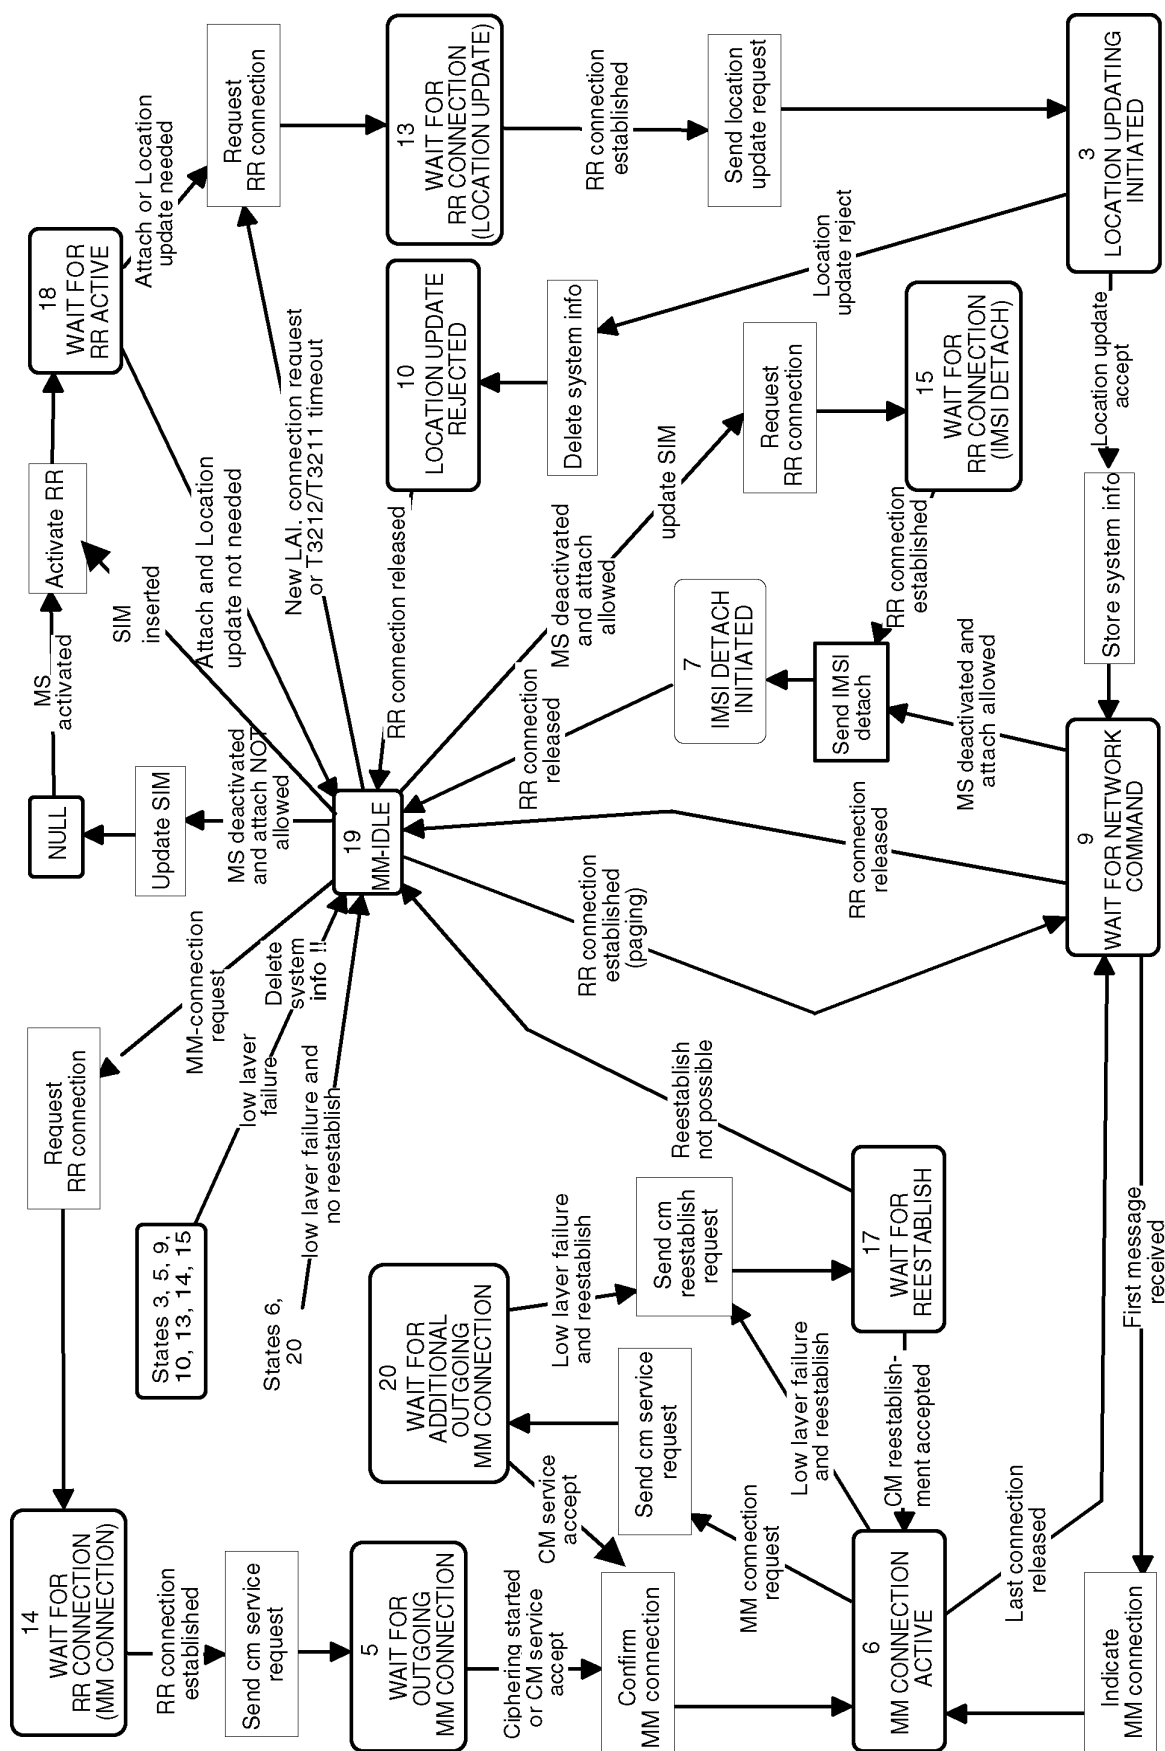 14
WAIT FOR
RR CONNECTION
(MM CONNECTION)
Request
RR connection
NULL
MS
activated
Activate RR
18
WAIT FOR
RR ACTIVE
Attach or Location
update needed
Request
RR connection
RR connection
established
States 3, 5, 9,
10, 13, 14, 15
MM-connection
request
Update SIM
SIM
inserted
Attach and Location
update not needed
Send cm service
request
low layer
failure
Delete
system
info !!
MS deactivated
and attach NOT
allowed
New LAI, connection request
or T3212/T3211 timeout
States 6,
20
low layer failure and
no reestablish
5
WAIT FOR
OUTGOING
MM CONNECTION
20
WAIT FOR
ADDITIONAL
OUTGOING
MM CONNECTION
19
MM-IDLE
RR connection released
10
LOCATION UPDATE
REJECTED
13
WAIT FOR
RR CONNECTION
(LOCATION UPDATE)
Ciphering started
or CM service
accept
CM service
accept
Low layer failure
and reestablish
RR connection
established
(paging)
RR connection
released
MS deactivated
and attach
allowed
Delete system info
RR connection
established
Confirm
MM connection
Send cm service
request
Send cm
reestablish
request
Reestablish
not possible
7
IMSI DETACH
INITIATED
update SIM
Request
RR connection
Location
update reject
Send location
update request
MM connection
request
Low layer failure
and reestablish
Send IMSI
detach
6
MM CONNECTION
ACTIVE
CM reestablish-
ment accepted
17
WAIT FOR
REESTABLISH
RR connection
released
RR connection
established
15
WAIT FOR
RR CONNECTION
(IMSI DETACH)
Last connection
released
MS deactivated and
attach allowed
Indicate
MM connection
First message
received
9
WAIT FOR NETWORK
COMMAND
Store system info
Location update
accept
3
LOCATION UPDATING
INITIATED